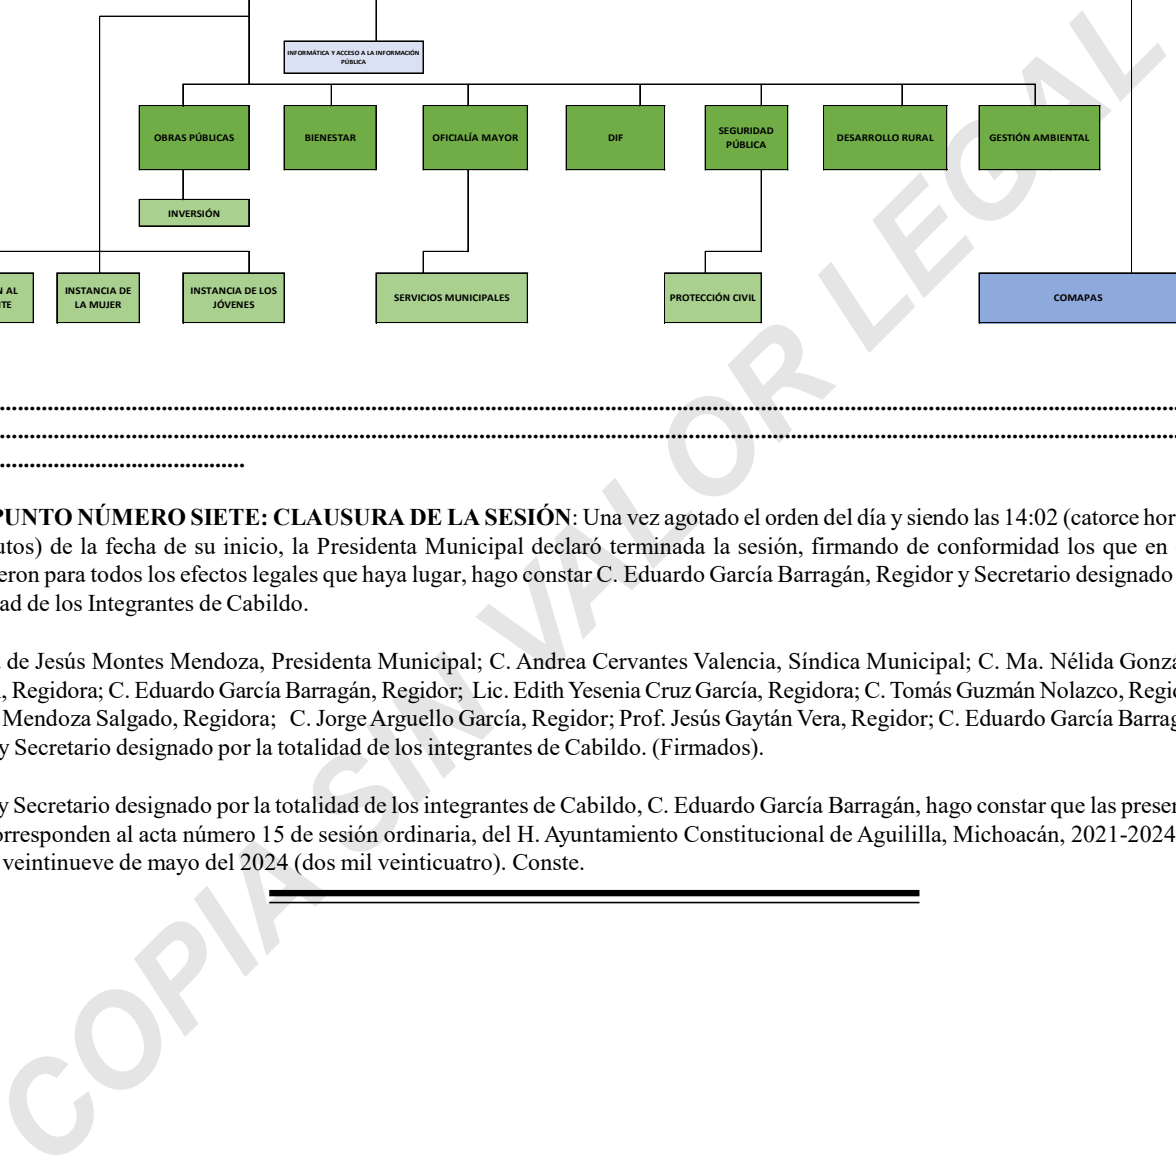 INFORMÁTICA Y ACCESO A LA INFORMACIÓN
PÚBLICA
OBRAS PÚBLICAS
BIENESTAR
OFICIALÍA MAYOR
DIF
SEGURIDAD
PÚBLICA
DESARROLLO RURAL
GESTIÓN AMBIENTAL
INVERSIÓN
N AL
NTE
INSTANCIA DE
LA MUJER
INSTANCIA DE LOS
JÓVENES
SERVICIOS MUNICIPALES
PROTECCIÓN CIVIL
COMAPAS
PUNTO NÚMERO SIETE: CLAUSURA DE LA SESIÓN: Una vez agotado el orden del día y siendo las 14:02 (catorce hor
utos) de la fecha de su inicio, la Presidenta Municipal declaró terminada la sesión, firmando de conformidad los que en
eron para todos los efectos legales que haya lugar, hago constar C. Eduardo García Barragán, Regidor y Secretario designado
ad de los Integrantes de Cabildo.
de Jesús Montes Mendoza, Presidenta Municipal; C. Andrea Cervantes Valencia, Síndica Municipal; C. Ma. Nélida Gonzá
, Regidora; C. Eduardo García Barragán, Regidor; Lic. Edith Yesenia Cruz García, Regidora; C. Tomás Guzmán Nolazco, Regid
Mendoza Salgado, Regidora; C. Jorge Arguello García, Regidor; Prof. Jesús Gaytán Vera, Regidor; C. Eduardo García Barrag
y Secretario designado por la totalidad de los integrantes de Cabildo. (Firmados).
y Secretario designado por la totalidad de los integrantes de Cabildo, C. Eduardo García Barragán, hago constar que las presen
orresponden al acta número 15 de sesión ordinaria, del H. Ayuntamiento Constitucional de Aguililla, Michoacán, 2021-2024
veintinueve de mayo del 2024 (dos mil veinticuatro). Conste.
COPIA SIN VALOR LEGAL